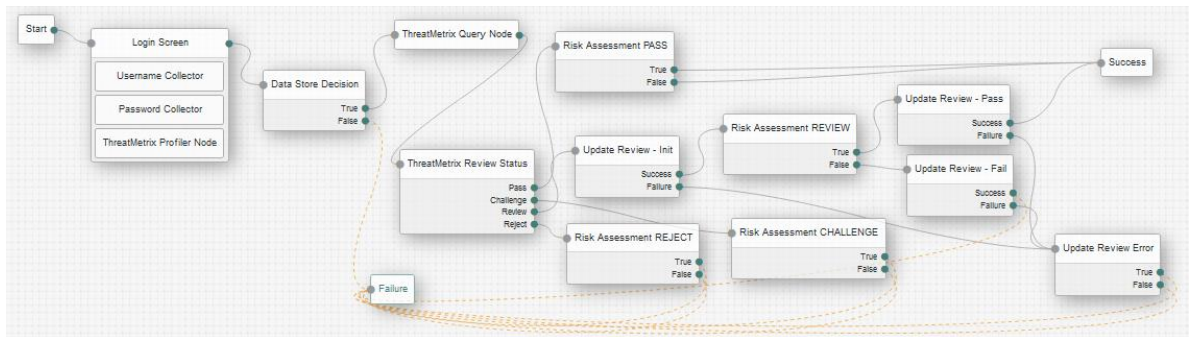 Start
Login Screen
Username Collector
Password Collector
ThreatMetrix Profiler Node
Data Store Decision
True
False
ThreatMetrix Query Node
ThreatMetrix Review Status
Pass
Challenge
Review
Reject
Failure
Risk Assessment PASS
True
False
Update Review - Init
Success
Failure
Risk Assessment REJECT
True
False
Risk Assessment REVIEW
True
False
Risk Assessment CHALLENGE
True
False
Update Review - Pass
Success
Failure
Update Review - Fail
Success
Failure
Update Review Error
True
False
Success